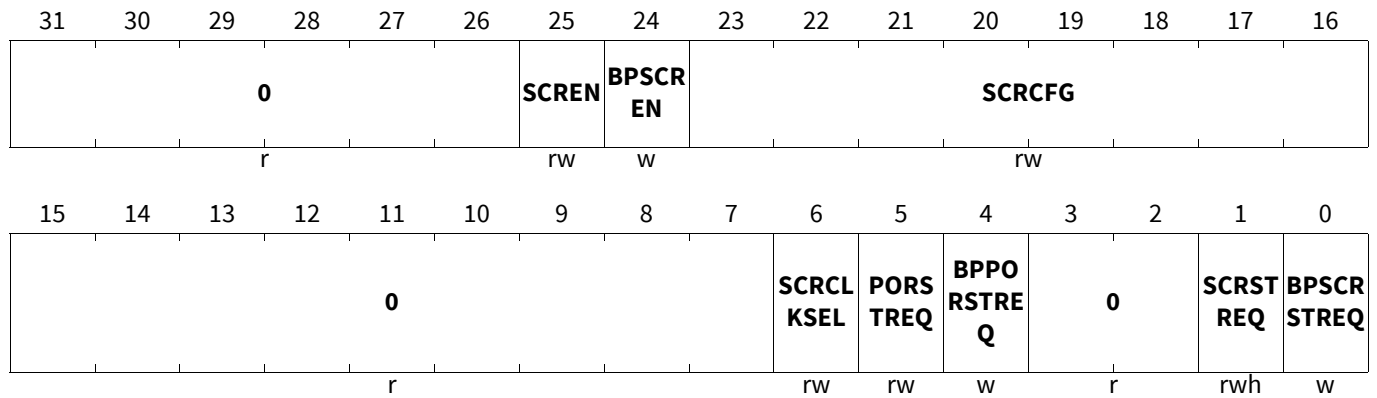 31 30 29 28 27 26 25 24 23 22 21 20 19 18 17 16
0 SCREN BPSCR EN SCRCFG
r rw w rw
15 14 13 12 11 10 9 8 7 6 5 4 3 2 1 0
0 SCRCL KSEL PORS TREQ BPPO RSTRE Q 0 SCRST REQ BPSCR STREQ
r rw rw w r rwh w